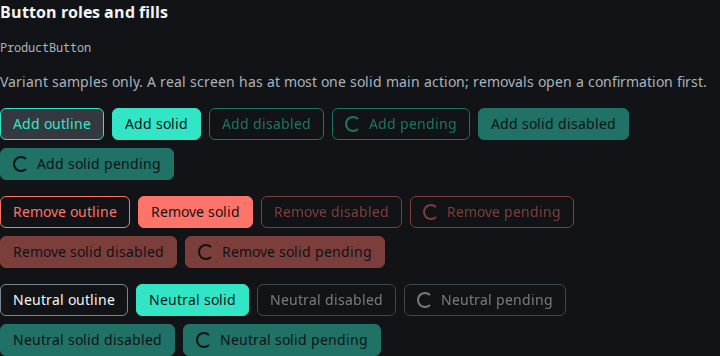 Button roles and fills
ProductButton
Variant samples only. A real screen has at most one solid main action; removals open a confirmation first.
Add outline Add solid Add disabled Add pending Add solid disabled
Add solid pending
Remove outline Remove solid Remove disabled Remove pending
Remove solid disabled Remove solid pending
Neutral outline Neutral solid Neutral disabled Neutral pending
Neutral solid disabled Neutral solid pending